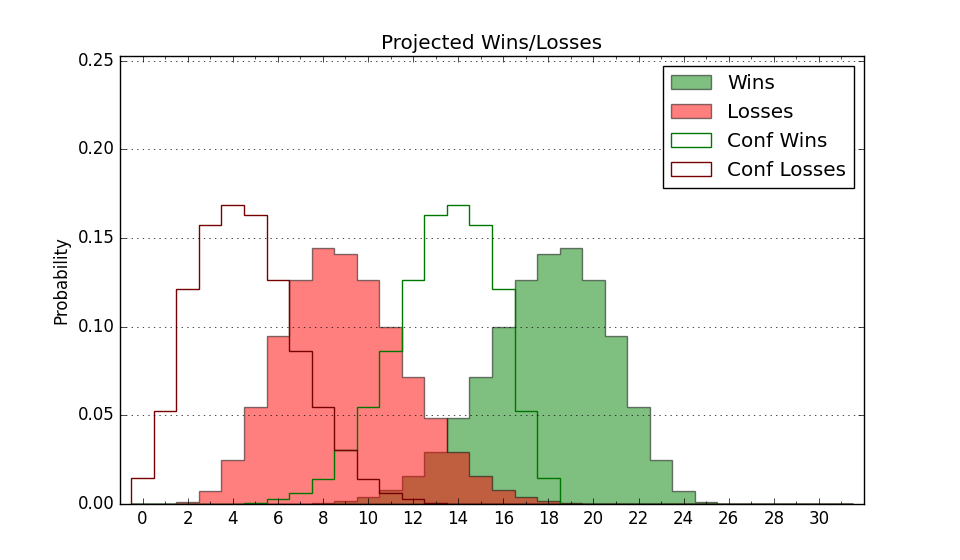 Projected Wins/Losses
0.25
0.20
0.15
0.10
0.05
0.00
Probability
Wins
Losses
Conf Wins
Conf Losses
0 2 4 6 8 10 12 14 16 18 20 22 24 26 28 30